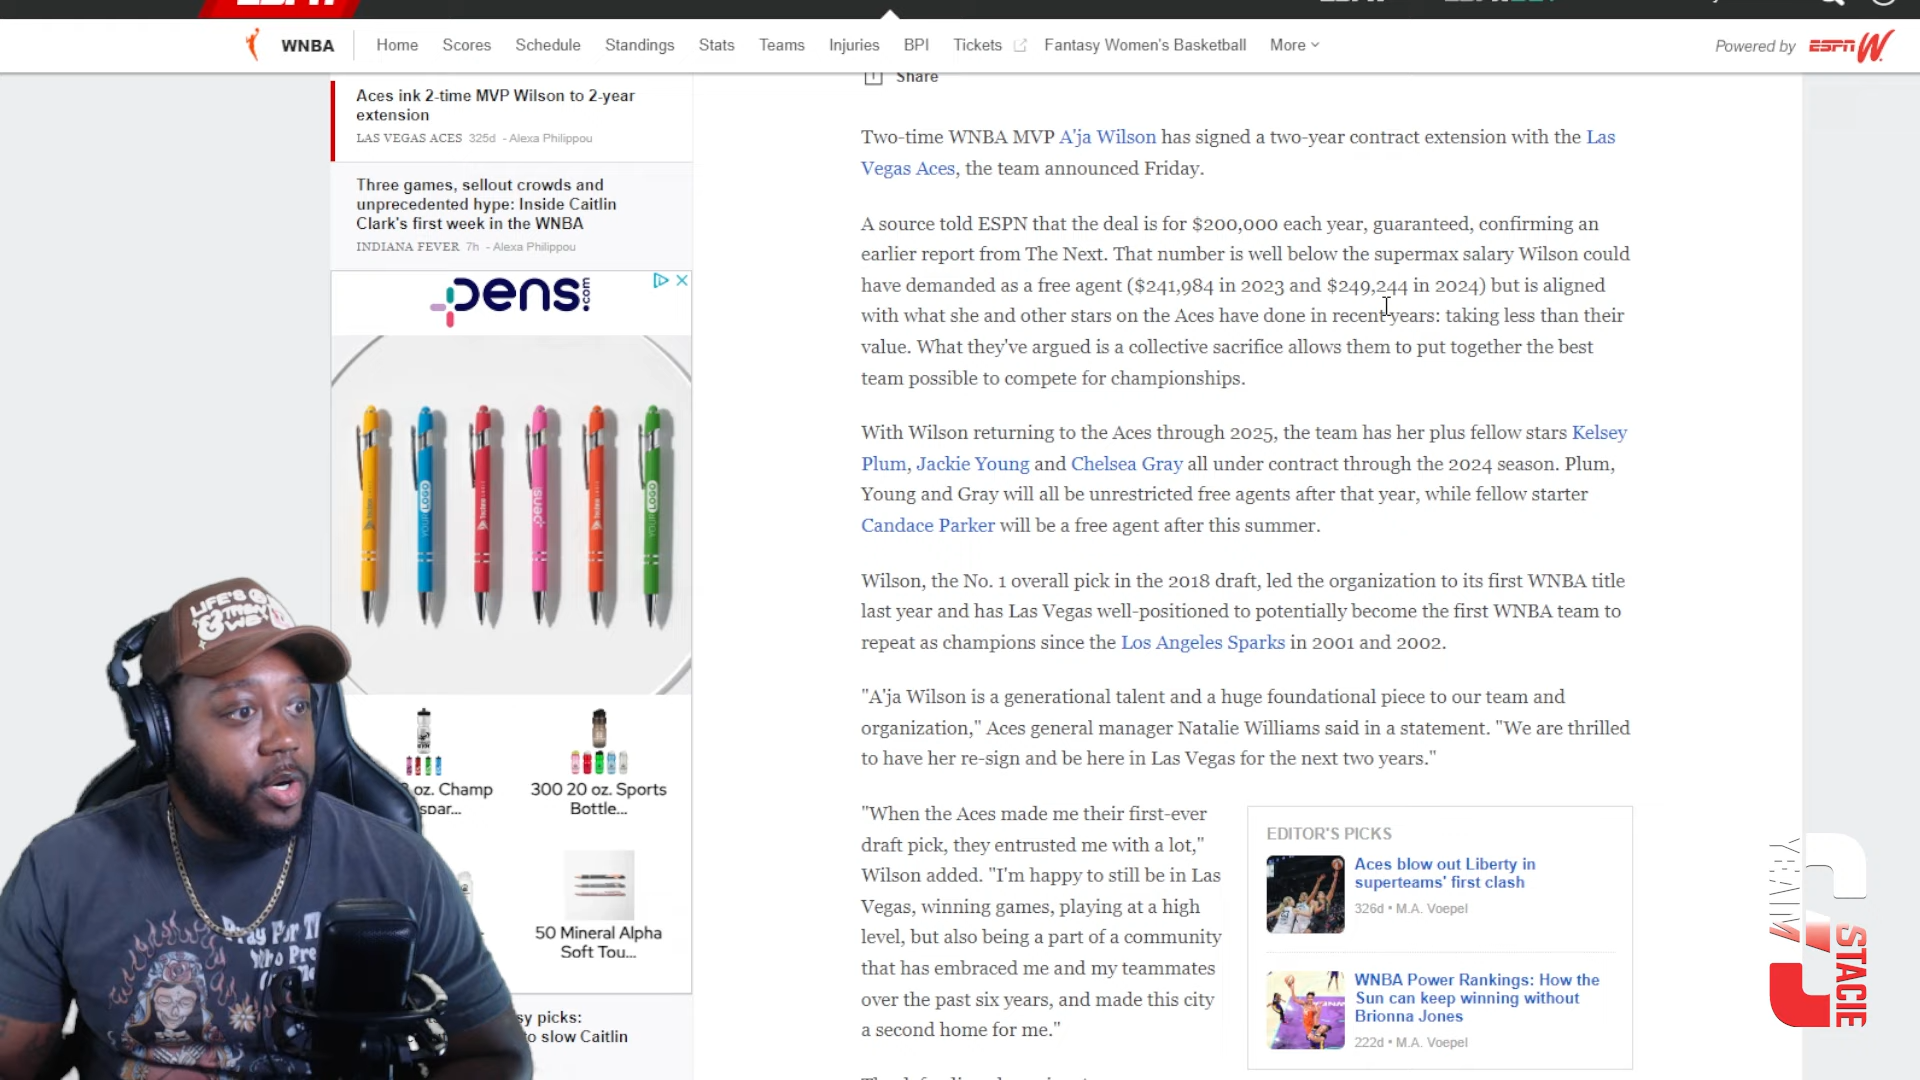 ESPN
WNBA
Home
Scores
Schedule
Standings
Stats
Teams
Injuries
BPI
Tickets
Fantasy Women's Basketball
More
Powered by
ESPN W
Aces ink 2-time MVP Wilson to 2-year
extension
LAS VEGAS ACES 325d - Alexa Philippou
Three games, sellout crowds and
unprecedented hype: Inside Caitlin
Clark's first week in the WNBA
INDIANA FEVER 7h - Alexa Philippou
pens.com
YOUR LOGO
pens!
YOUR LOGO
oz. Champ
spar...
300 20 oz. Sports
Bottle...
50 Mineral Alpha
Soft Tou...
sy picks:
o slow Caitlin
Share
Two-time WNBA MVP A'ja Wilson has signed a two-year contract extension with the Las
Vegas Aces, the team announced Friday.
A source told ESPN that the deal is for $200,000 each year, guaranteed, confirming an
earlier report from The Next. That number is well below the supermax salary Wilson could
have demanded as a free agent ($241,984 in 2023 and $249,244 in 2024) but is aligned
with what she and other stars on the Aces have done in recent years: taking less than their
value. What they've argued is a collective sacrifice allows them to put together the best
team possible to compete for championships.
With Wilson returning to the Aces through 2025, the team has her plus fellow stars Kelsey
Plum, Jackie Young and Chelsea Gray all under contract through the 2024 season. Plum,
Young and Gray will all be unrestricted free agents after that year, while fellow starter
Candace Parker will be a free agent after this summer.
Wilson, the No. 1 overall pick in the 2018 draft, led the organization to its first WNBA title
last year and has Las Vegas well-positioned to potentially become the first WNBA team to
repeat as champions since the Los Angeles Sparks in 2001 and 2002.
"A'ja Wilson is a generational talent and a huge foundational piece to our team and
organization," Aces general manager Natalie Williams said in a statement. "We are thrilled
to have her re-sign and be here in Las Vegas for the next two years."
"When the Aces made me their first-ever
draft pick, they entrusted me with a lot,"
Wilson added. "I'm happy to still be in Las
Vegas, winning games, playing at a high
level, but also being a part of a community
that has embraced me and my teammates
over the past six years, and made this city
a second home for me."
EDITOR'S PICKS
Aces blow out Liberty in
superteams' first clash
326d • M.A. Voepel
WNBA Power Rankings: How the
Sun can keep winning without
Brionna Jones
222d • M.A. Voepel
LIFE'S
Pray For Th
Who Pre
YEAIM
STACIE